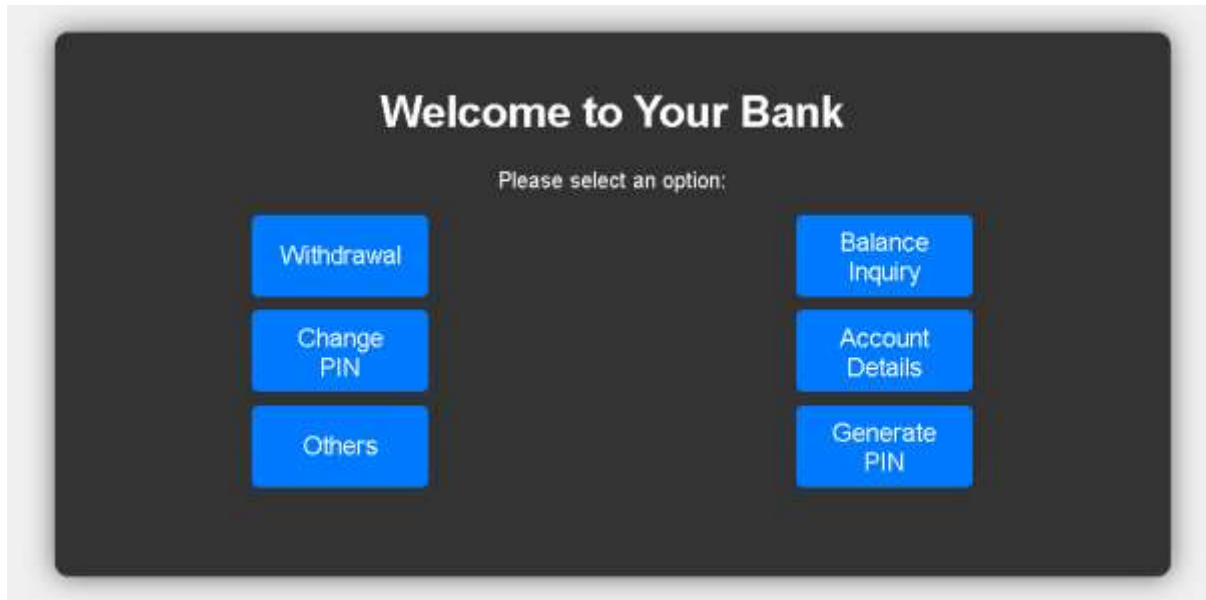 Welcome to Your Bank
Please select an option:
Withdrawal
Balance
Inquiry
Change
PIN
Account
Details
Others
Generate
PIN